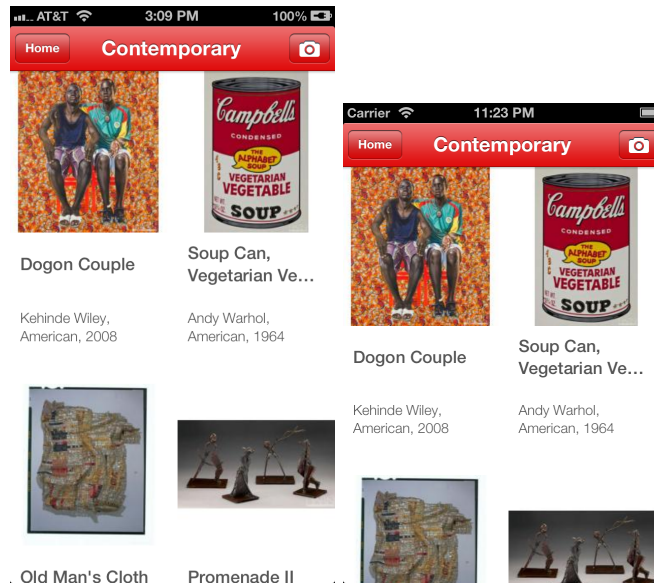 AT&T 3:09 PM 100%
Home Contemporary
Campbell's
CONDENSED
THE
ALPHABET
SOUP
VEGETARIAN
VEGETABLE
SOUP
Dogon Couple
Soup Can,
Vegetarian Ve...
Kehinde Wiley,
American, 2008
Andy Warhol,
American, 1964
Old Man's Cloth
Promenade II
Carrier 11:23 PM
Home Contemporary
Campbell's
CONDENSED
THE
ALPHABET
SOUP
VEGETARIAN
VEGETABLE
SOUP
Dogon Couple
Soup Can,
Vegetarian Ve...
Kehinde Wiley,
American, 2008
Andy Warhol,
American, 1964